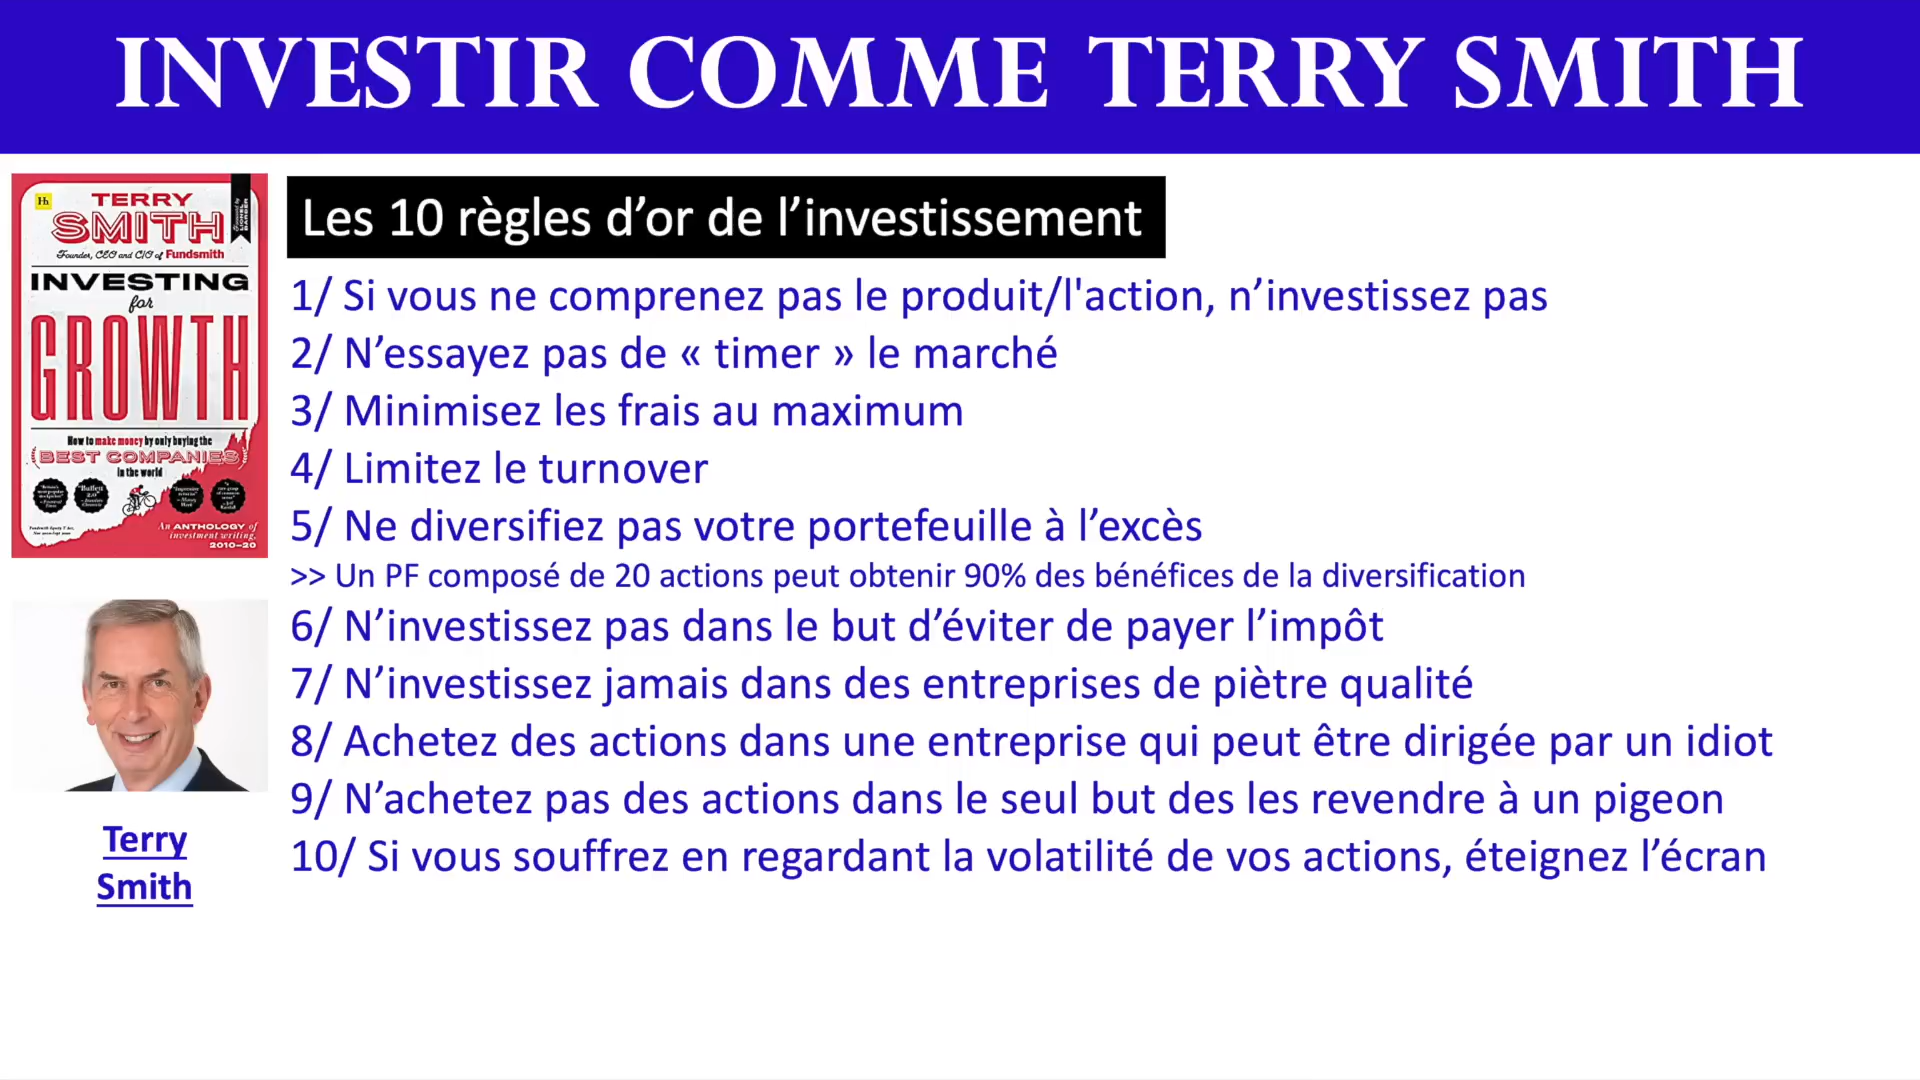 INVESTIR COMME TERRY SMITH
Hh
TERRY
SMITH
Founder, CEO and CIO of Fundsmith
INVESTING
for
GROWTH
How to make money by only buying the
BEST COMPANIES
in the world
An ANTHOLOGY of
investment writing,
2010–20
Terry
Smith
Les 10 règles d’or de l’investissement
1/ Si vous ne comprenez pas le produit/l'action, n’investissez pas
2/ N’essayez pas de « timer » le marché
3/ Minimisez les frais au maximum
4/ Limitez le turnover
5/ Ne diversifiez pas votre portefeuille à l’excès
>> Un PF composé de 20 actions peut obtenir 90% des bénéfices de la diversification
6/ N’investissez pas dans le but d’éviter de payer l’impôt
7/ N’investissez jamais dans des entreprises de piètre qualité
8/ Achetez des actions dans une entreprise qui peut être dirigée par un idiot
9/ N’achetez pas des actions dans le seul but des les revendre à un pigeon
10/ Si vous souffrez en regardant la volatilité de vos actions, éteignez l’écran